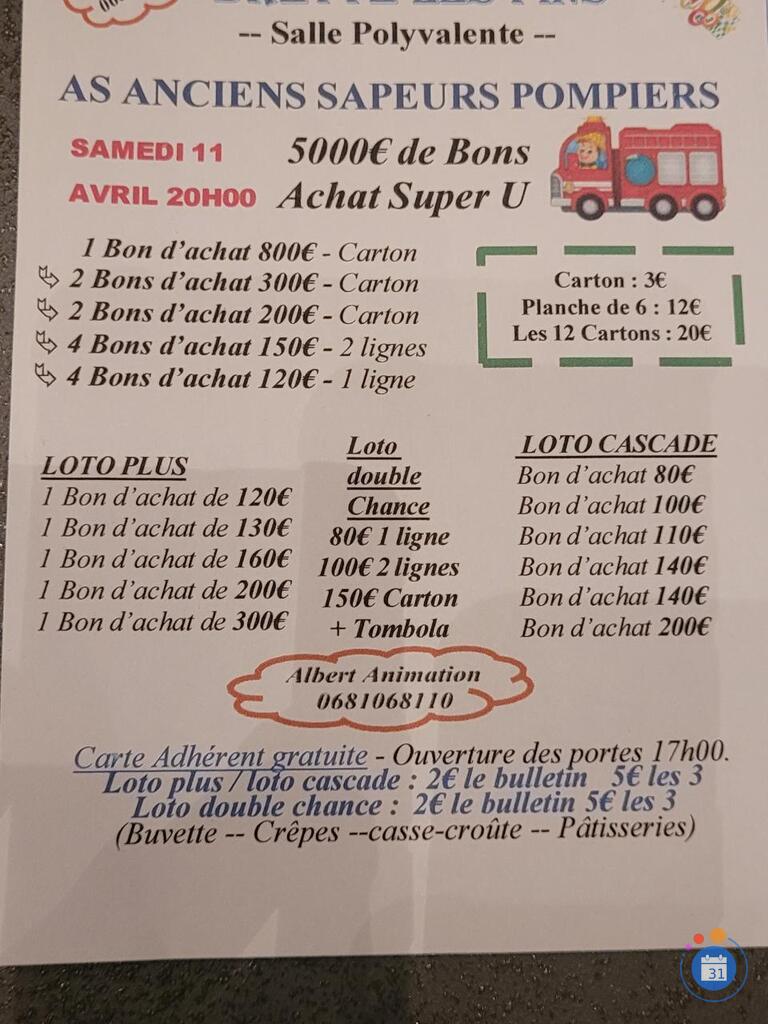 -- Salle Polyvalente --
AS ANCIENS SAPEURS POMPIERS
SAMEDI 11
AVRIL 20H00
5000€ de Bons
Achat Super U
1 Bon d'achat 800€ - Carton
2 Bons d'achat 300€ - Carton
2 Bons d'achat 200€ - Carton
4 Bons d'achat 150€ - 2 lignes
4 Bons d'achat 120€ - 1 ligne
Carton : 3€
Planche de 6 : 12€
Les 12 Cartons : 20€
LOTO PLUS
1 Bon d'achat de 120€
1 Bon d'achat de 130€
1 Bon d'achat de 160€
1 Bon d'achat de 200€
1 Bon d'achat de 300€
Loto
double
Chance
80€ 1 ligne
100€ 2 lignes
150€ Carton
+ Tombola
LOTO CASCADE
Bon d'achat 80€
Bon d'achat 100€
Bon d'achat 110€
Bon d'achat 140€
Bon d'achat 140€
Bon d'achat 200€
Albert Animation
0681068110
Carte Adhérent gratuite - Ouverture des portes 17h00.
Loto plus / loto cascade : 2€ le bulletin 5€ les 3
Loto double chance : 2€ le bulletin 5€ les 3
(Buvette -- Crêpes --casse-croûte -- Pâtisseries)
31